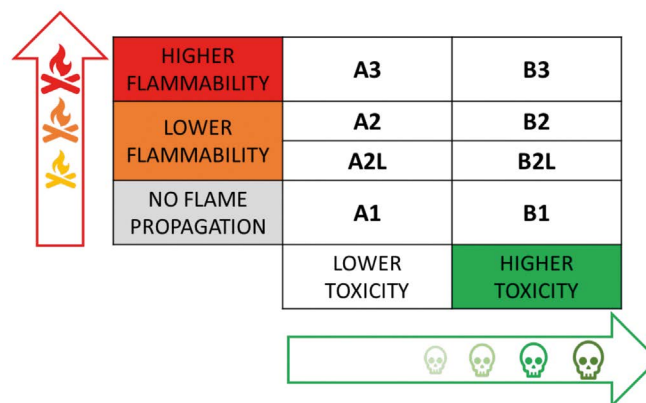 HIGHER
FLAMMABILITY
A3
B3
LOWER
FLAMMABILITY
A2
B2
A2L
B2L
NO FLAME
PROPAGATION
A1
B1
LOWER
TOXICITY
HIGHER
TOXICITY